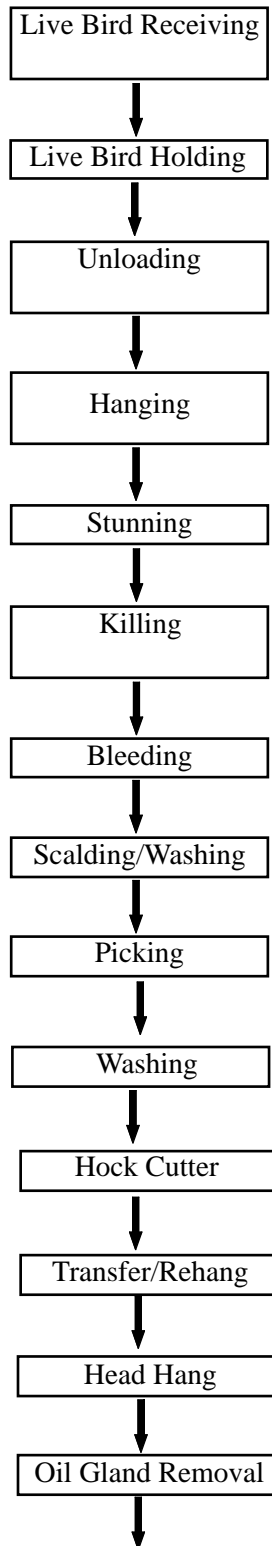 Live Bird Receiving
Live Bird Holding
Unloading
Hanging
Stunning
Killing
Bleeding
Scalding/Washing
Picking
Washing
Hock Cutter
Transfer/Rehang
Head Hang
Oil Gland Removal